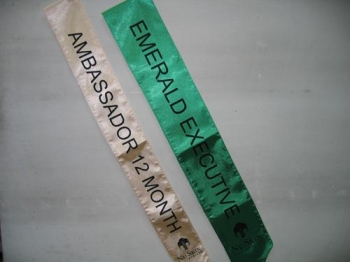 AMBASSADOR 12 MONTH
EMERALD EXECUTIVE